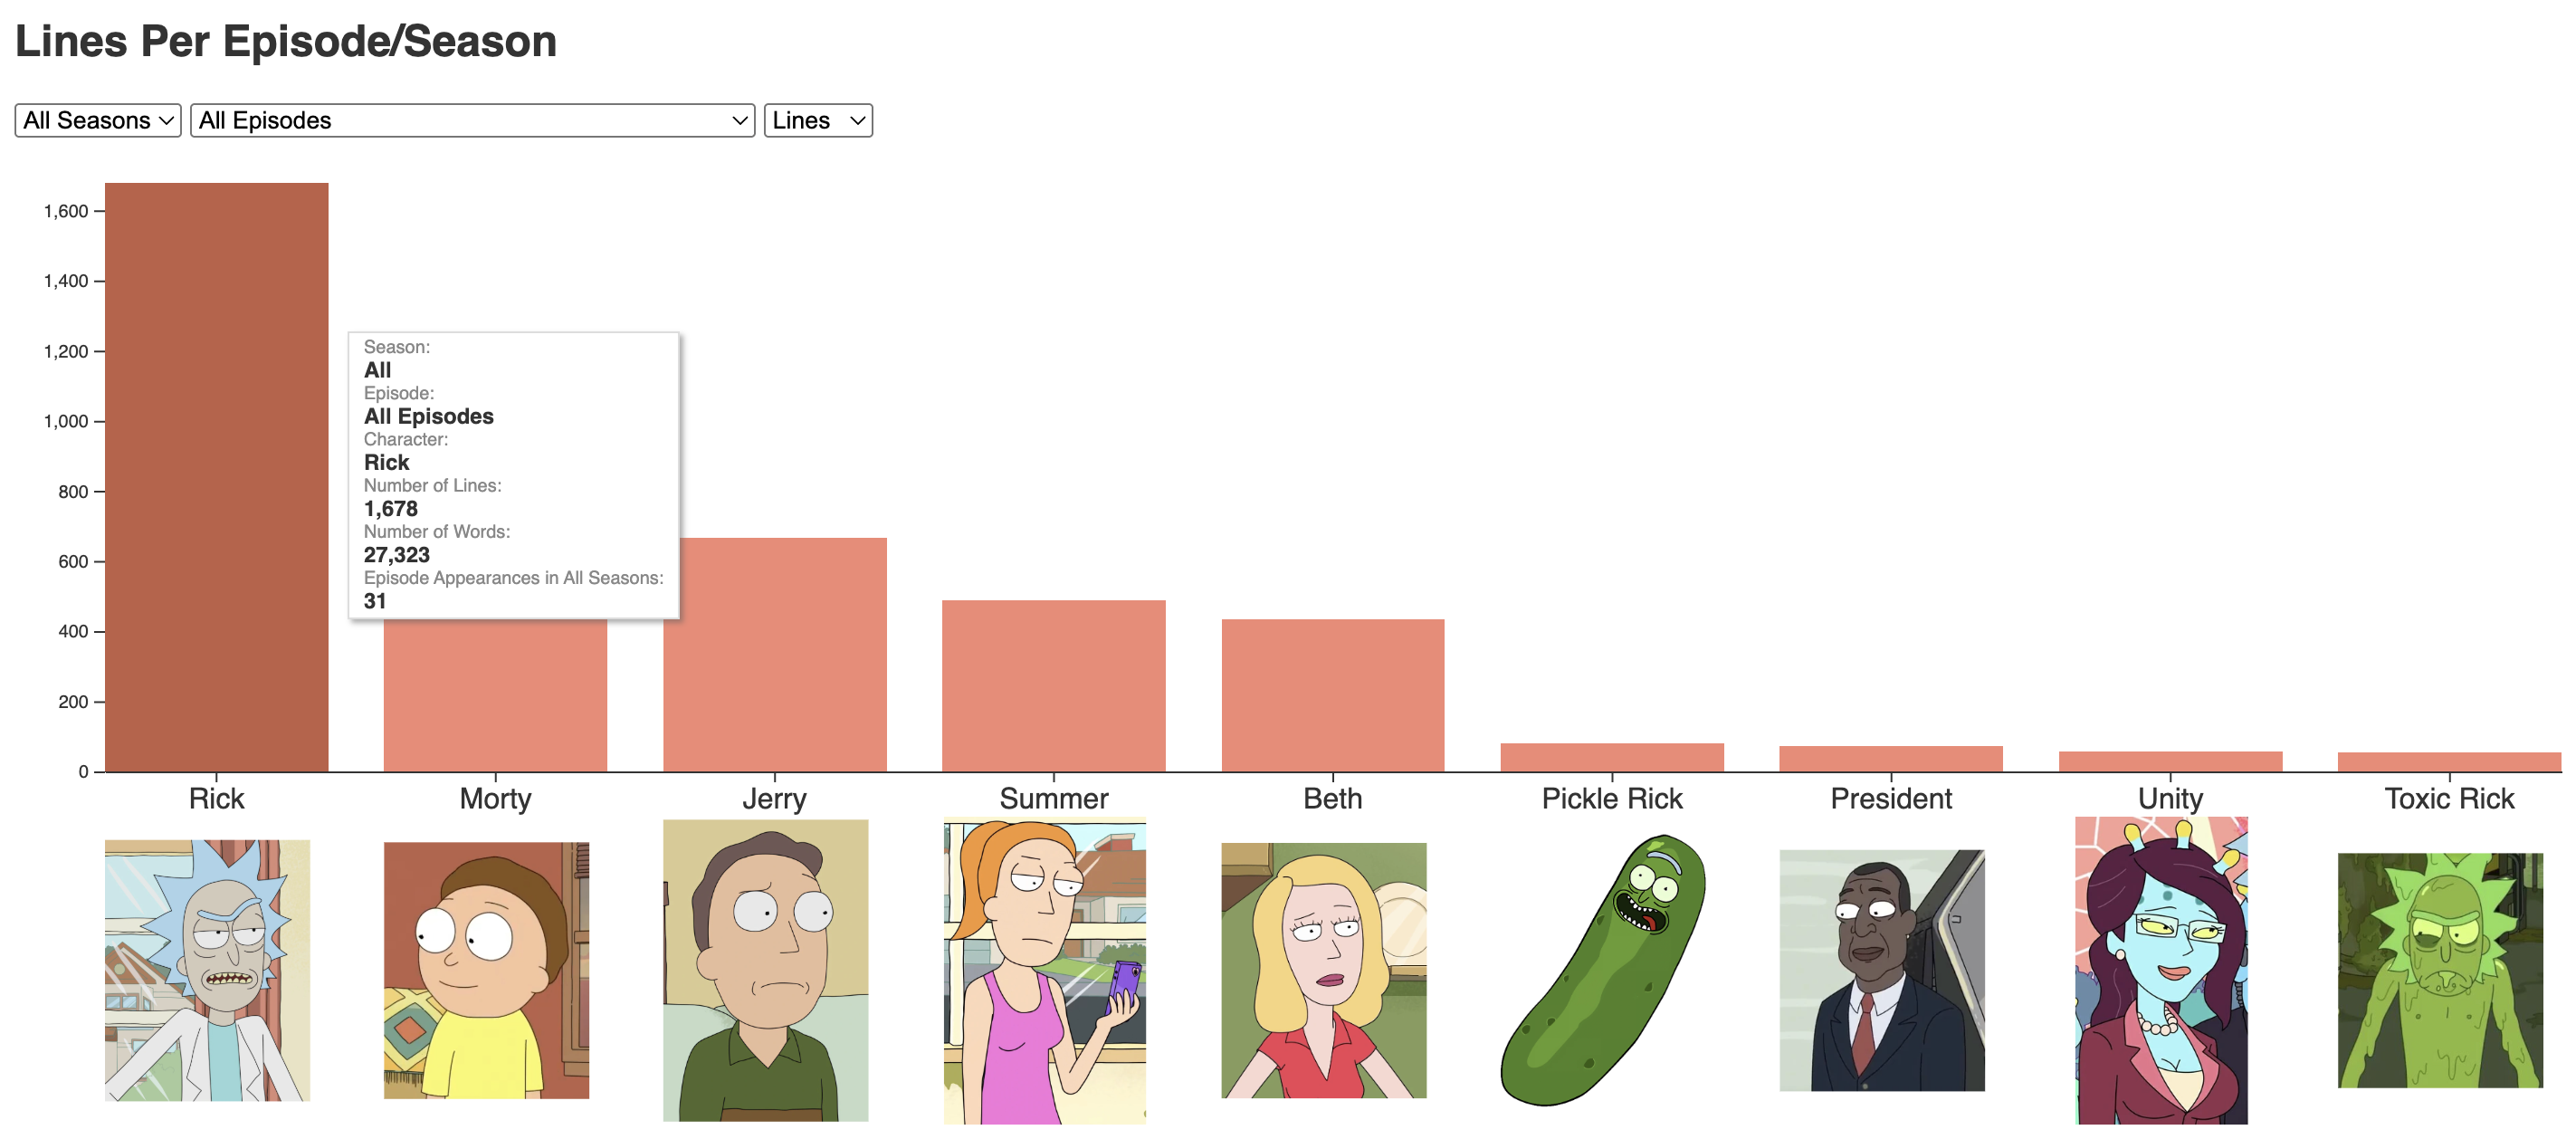 Lines Per Episode/Season
All Seasons All Episodes Lines
1,600
1,400
1,200
1,000
800
600
400
200
0
Season:
All
Episode:
All Episodes
Character:
Rick
Number of Lines:
1,678
Number of Words:
27,323
Episode Appearances in All Seasons:
31
Rick Morty Jerry Summer Beth Pickle Rick President Unity Toxic Rick